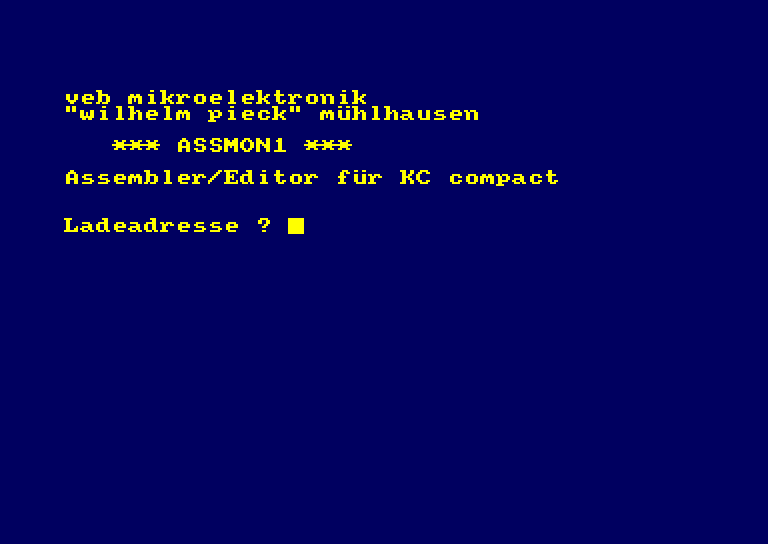 veb mikroelektronik
"wilhelm pieck" mühlhausen
*** ASSMON1 ***
Assembler/Editor für KC compact
Ladeadresse ?